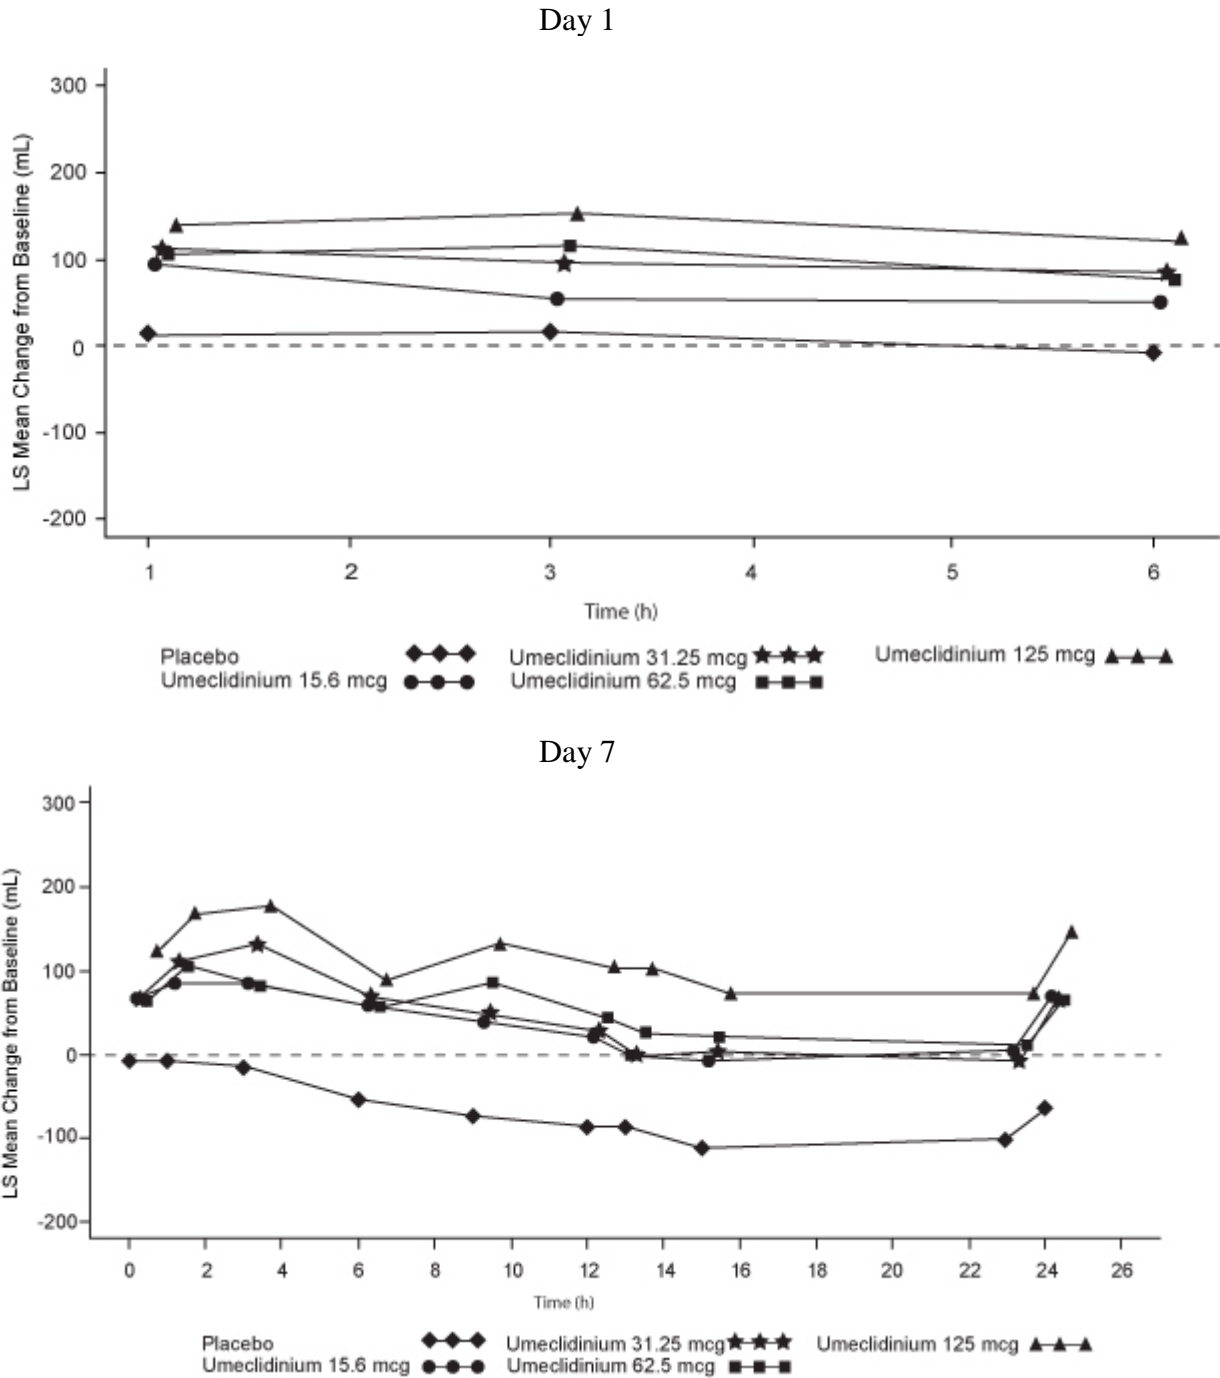 Day 1
LS Mean Change from Baseline (mL)
300
200
100
0
-100
-200
1 2 3 4 5 6
Time (h)
Placebo Umeclidinium 31.25 mcg Umeclidinium 125 mcg
Umeclidinium 15.6 mcg Umeclidinium 62.5 mcg
Day 7
LS Mean Change from Baseline (mL)
300
200
100
0
-100
-200
0 2 4 6 8 10 12 14 16 18 20 22 24 26
Time (h)
Placebo Umeclidinium 31.25 mcg Umeclidinium 125 mcg
Umeclidinium 15.6 mcg Umeclidinium 62.5 mcg